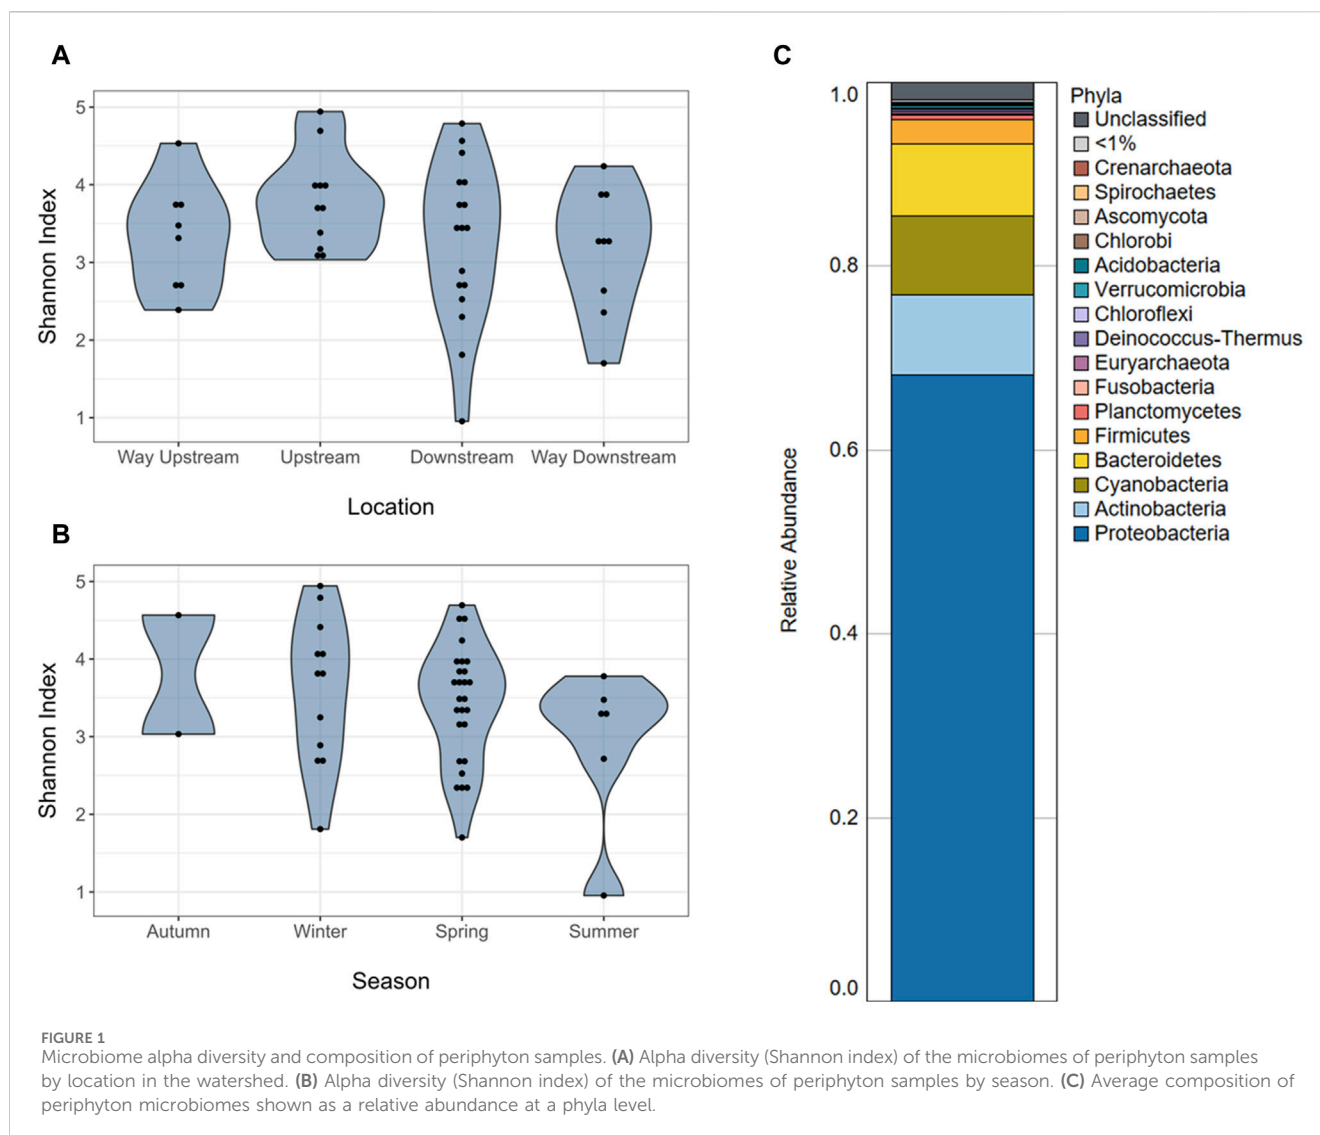 A
5
4
3
2
1
Shannon Index
Way Upstream
Upstream
Downstream
Way Downstream
Location
B
5
4
3
2
1
Shannon Index
Autumn
Winter
Spring
Summer
Season
C
1.0
0.8
0.6
0.4
0.2
0.0
Relative Abundance
Phyla
Unclassified
<1%
Crenarchaeota
Spirochaetes
Ascomycota
Chlorobi
Acidobacteria
Verrucomicrobia
Chloroflexi
Deinococcus-Thermus
Euryarchaeota
Fusobacteria
Planctomycetes
Firmicutes
Bacteroidetes
Cyanobacteria
Actinobacteria
Proteobacteria
FIGURE 1
Microbiome alpha diversity and composition of periphyton samples. (A) Alpha diversity (Shannon index) of the microbiomes of periphyton samples
by location in the watershed. (B) Alpha diversity (Shannon index) of the microbiomes of periphyton samples by season. (C) Average composition of
periphyton microbiomes shown as a relative abundance at a phyla level.